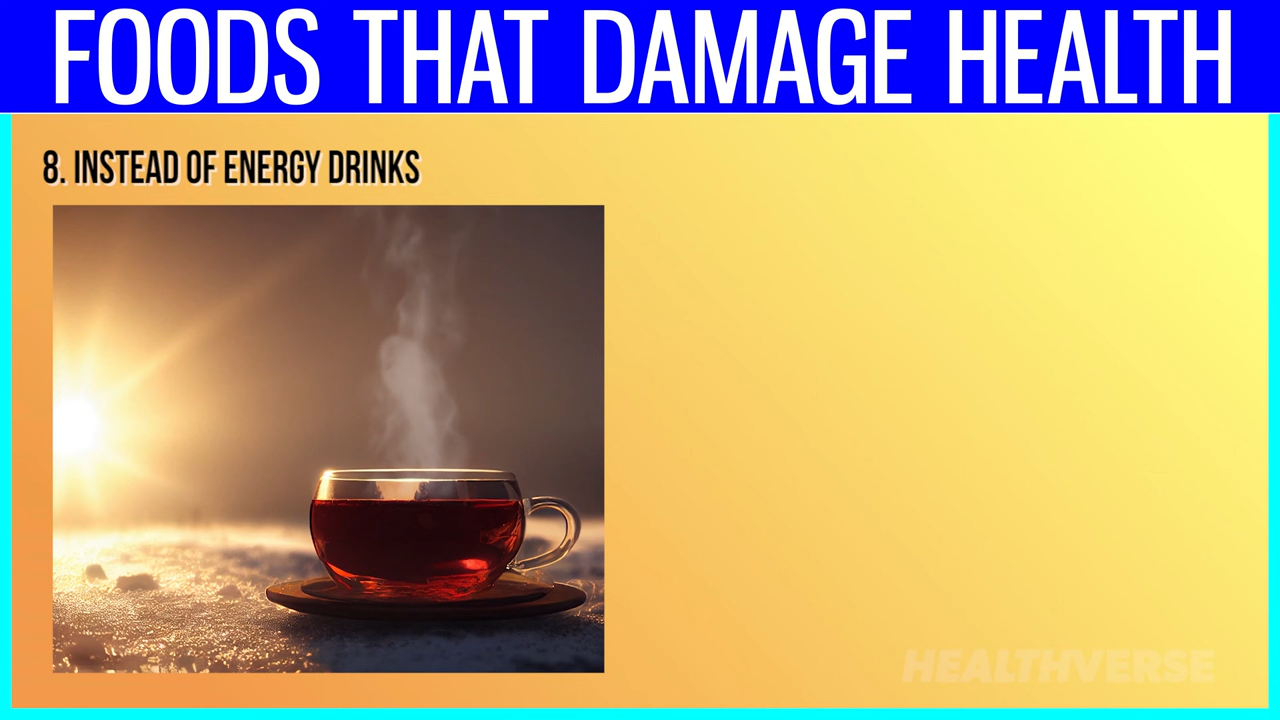 FOODS THAT DAMAGE HEALTH
8. INSTEAD OF ENERGY DRINKS
HEALTHVERSE